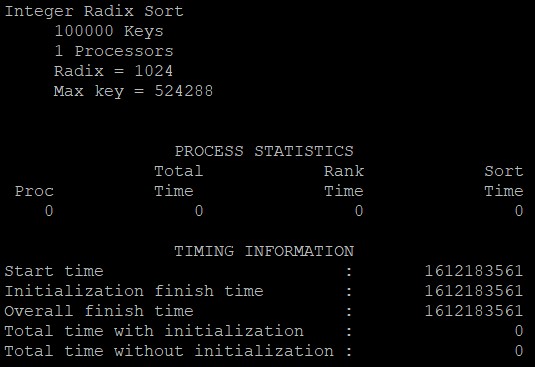 Integer Radix Sort
     100000 Keys
     1 Processors
     Radix = 1024
     Max key = 524288
                 PROCESS STATISTICS
               Total            Rank            Sort
 Proc          Time             Time            Time
    0              0               0               0
                 TIMING INFORMATION
Start time                        :       1612183561
Initialization finish time        :       1612183561
Overall finish time               :       1612183561
Total time with initialization    :                0
Total time without initialization :                0